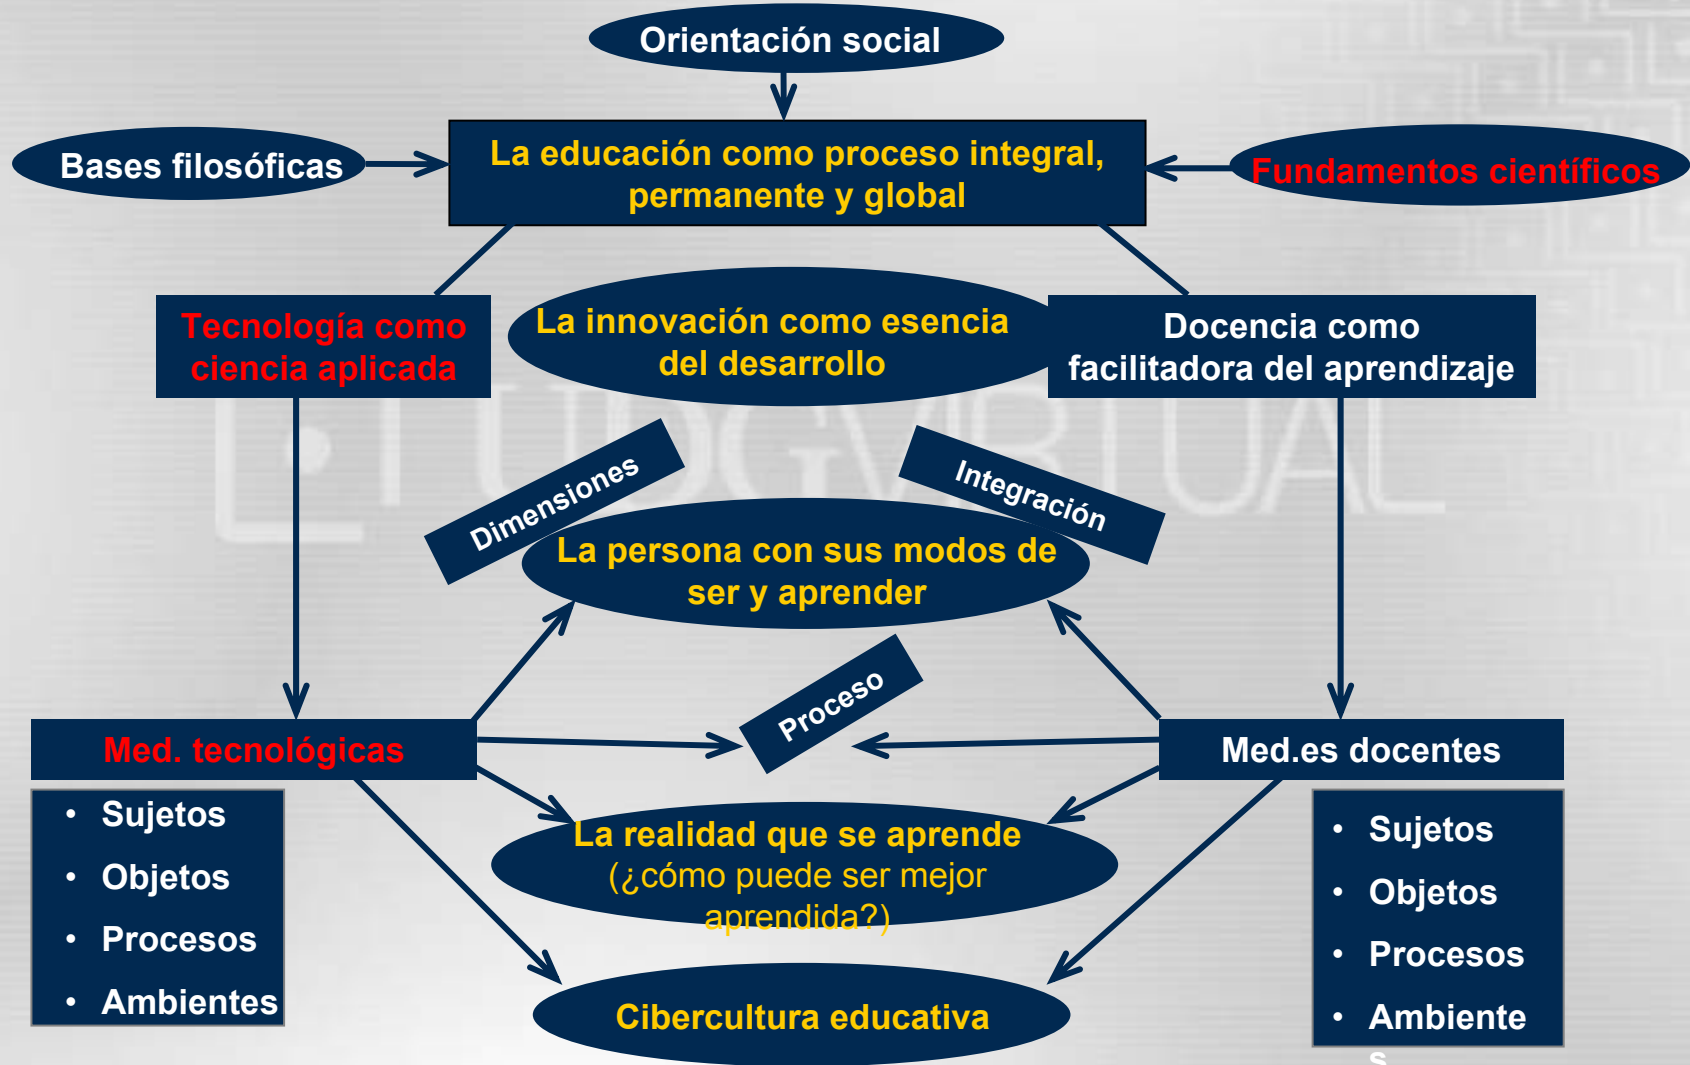 Orientación social
Bases filosóficas
La educación como proceso integral,
permanente y global
Fundamentos científicos
Tecnología como
ciencia aplicada
La innovación como esencia
del desarrollo
Docencia como
facilitadora del aprendizaje
UDGVIRTUAL
Dimensiones
Integración
La persona con sus modos de
ser y aprender
Proceso
Med. tecnológicas
Med.es docentes
• Sujetos
• Objetos
• Procesos
• Ambientes
La realidad que se aprende
(¿cómo puede ser mejor
aprendida?)
• Sujetos
• Objetos
• Procesos
• Ambiente
s
Cibercultura educativa